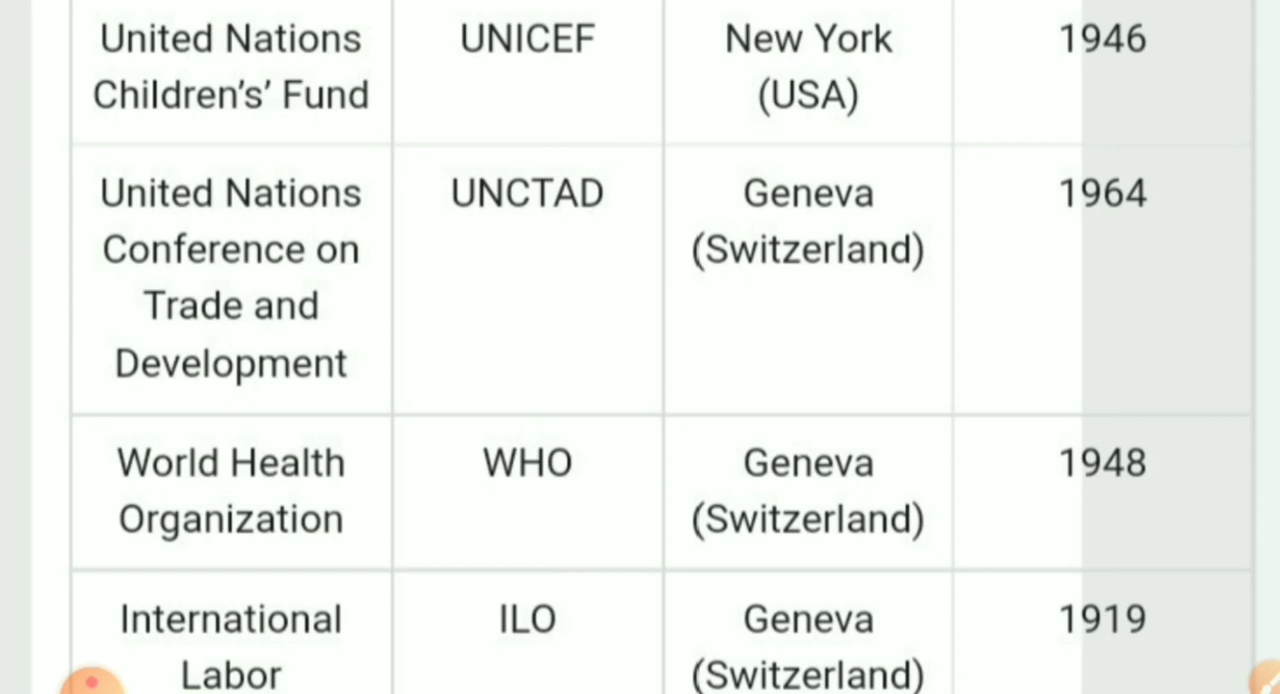 United Nations
Children's' Fund
UNICEF
New York
(USA)
1946
United Nations
Conference on
Trade and
Development
UNCTAD
Geneva
(Switzerland)
1964
World Health
Organization
WHO
Geneva
(Switzerland)
1948
International
Labor
ILO
Geneva
(Switzerland)
1919